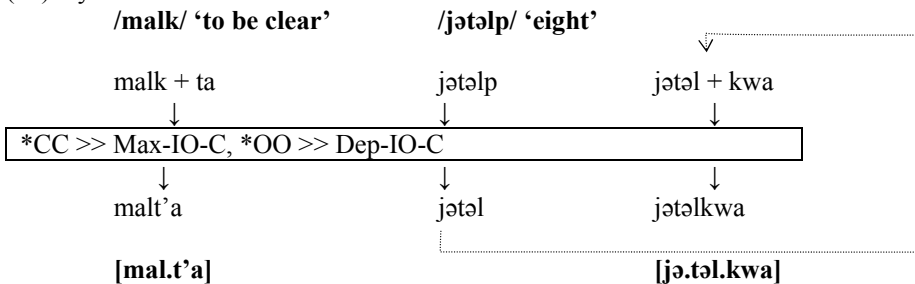 /malk/ ‘to be clear’ /jətəlp/ ‘eight’
malk + ta jətəlp jətəl + kwa
↓ ↓ ↓
*CC >> Max-IO-C, *OO >> Dep-IO-C
↓ ↓ ↓
malt’a jətəl jətəlkwa
[mal.t’a] [jə.təl.kwa]